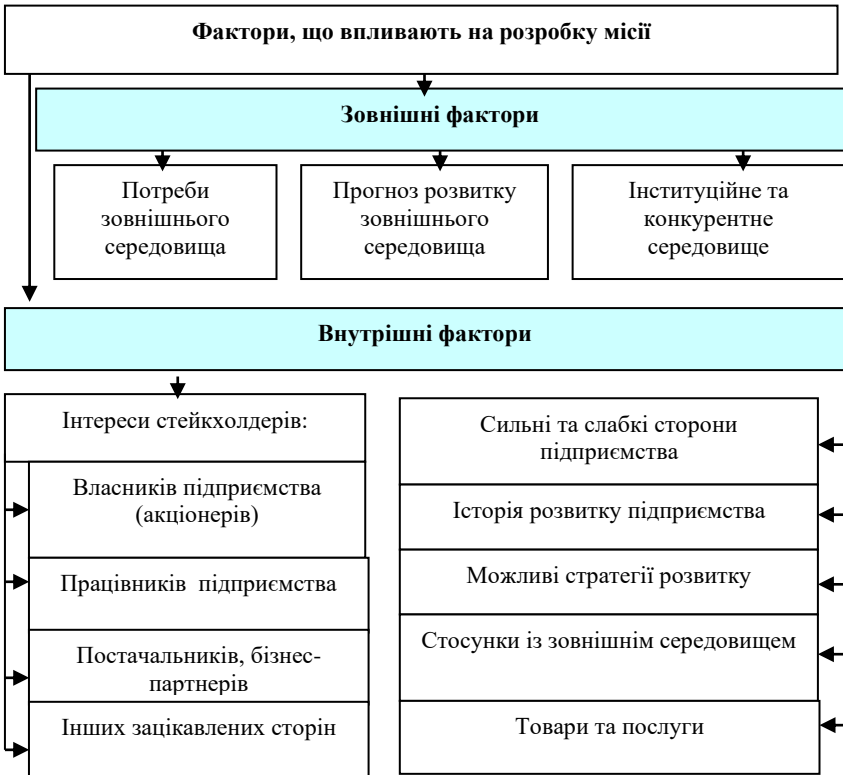 Фактори, що впливають на розробку місії
Зовнішні фактори
Потреби
зовнішнього
середовища
Прогноз розвитку
зовнішнього
середовища
Інституційне та
конкурентне
середовище
Внутрішні фактори
Інтереси стейкхолдерів:
Власників підприємства
(акціонерів)
Працівників підприємства
Постачальників, бізнес-
партнерів
Інших зацікавлених сторін
Сильні та слабкі сторони
підприємства
Історія розвитку підприємства
Можливі стратегії розвитку
Стосунки із зовнішнім середовищем
Товари та послуги